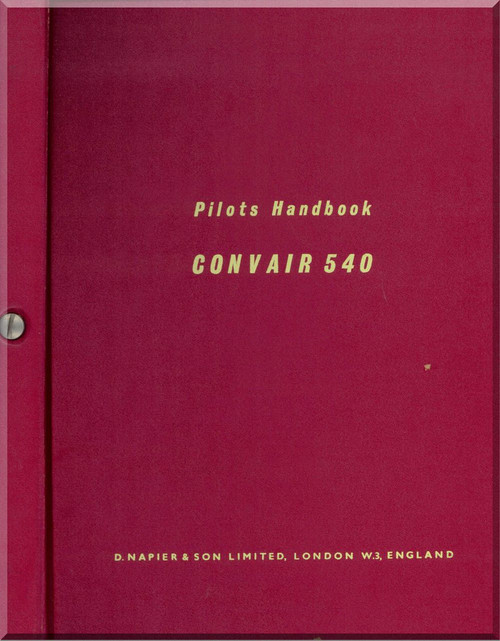 Pilots Handbook
CONVAIR 540
D. NAPIER & SON LIMITED, LONDON W.3, ENGLAND